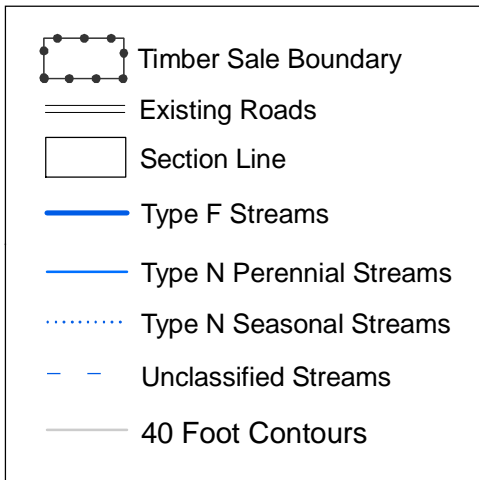 Timber Sale Boundary
Existing Roads
Section Line
Type F Streams
Type N Perennial Streams
Type N Seasonal Streams
Unclassified Streams
40 Foot Contours